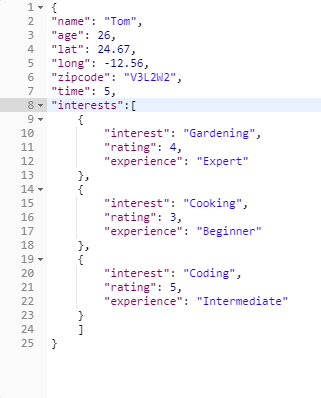 1 {
2 "name": "Tom",
3 "age": 26,
4 "lat": 24.67,
5 "long": -12.56,
6 "zipcode": "V3L2W2",
7 "time": 5,
8 "interests":[
9 {
10 "interest": "Gardening",
11 "rating": 4,
12 "experience": "Expert"
13 },
14 {
15 "interest": "Cooking",
16 "rating": 3,
17 "experience": "Beginner"
18 },
19 {
20 "interest": "Coding",
21 "rating": 5,
22 "experience": "Intermediate"
23 }
24 ]
25 }